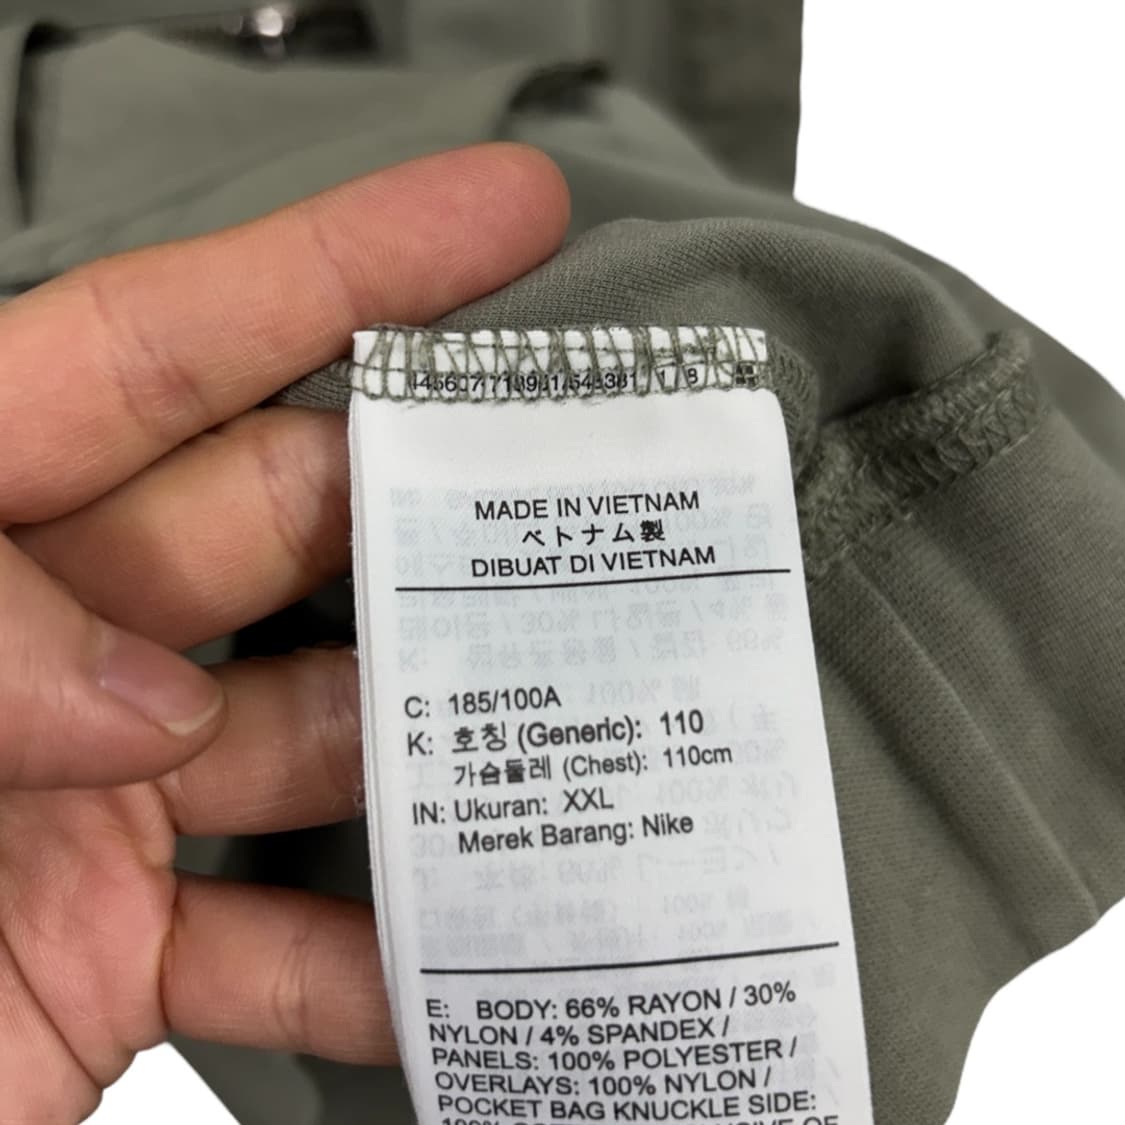 MADE IN VIETNAM
ベトナム製
DIBUAT DI VIETNAM
C: 185/100A
K: 호칭 (Generic): 110
가슴둘레 (Chest): 110cm
IN: Ukuran: XXL
Merek Barang: Nike
E: BODY: 66% RAYON / 30%
NYLON / 4% SPANDEX /
PANELS: 100% POLYESTER /
OVERLAYS: 100% NYLON /
POCKET BAG KNUCKLE SIDE: